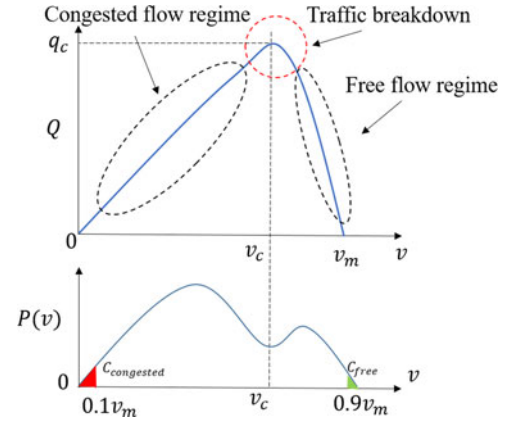 Congested flow regime
Traffic breakdown
q_c
Free flow regime
Q
0
v_c
v_m
v
P(v)
C_congested
C_free
v
0
0.1v_m
v_c
0.9v_m